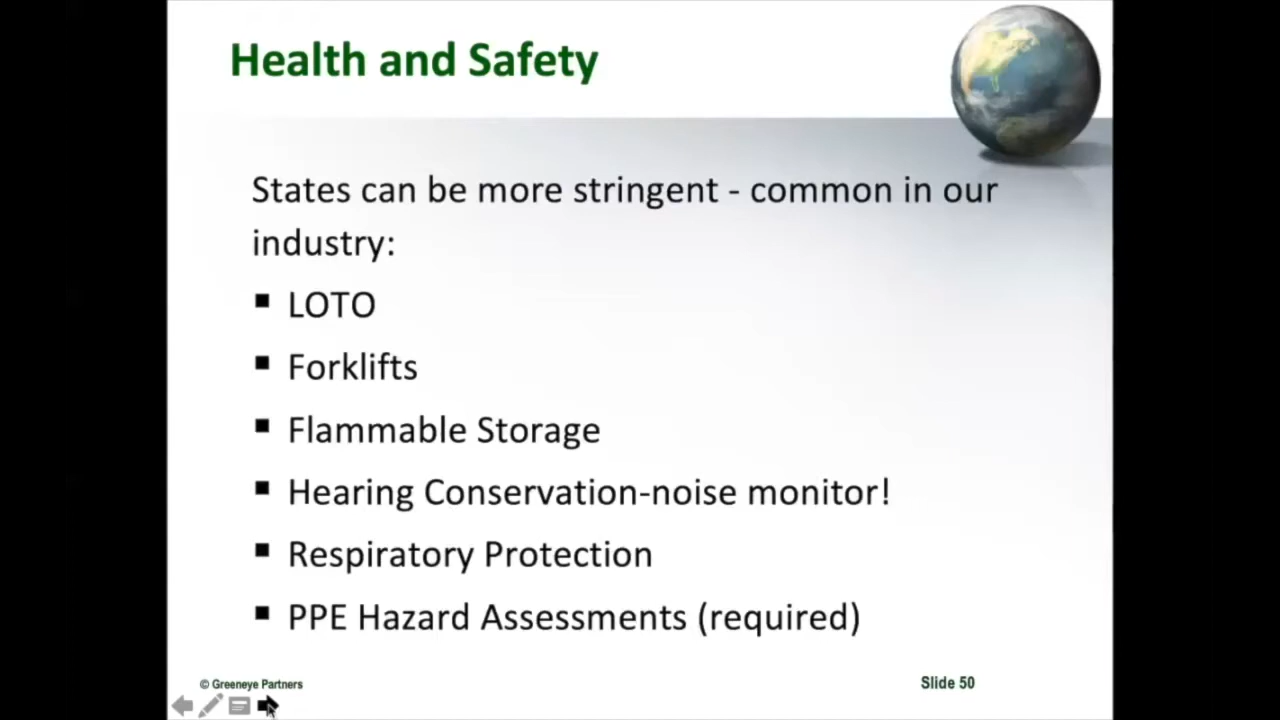 Health and Safety
States can be more stringent - common in our
industry:
▪ LOTO
▪ Forklifts
▪ Flammable Storage
▪ Hearing Conservation-noise monitor!
▪ Respiratory Protection
▪ PPE Hazard Assessments (required)
© Greeneye Partners
Slide 50